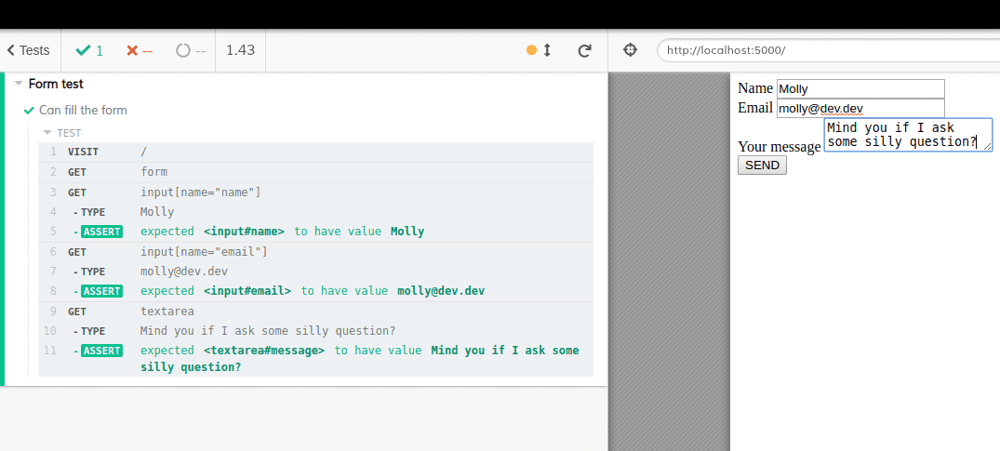 Tests 1 -- -- 1.43 http://localhost:5000/
Form test
Can fill the form
TEST
1 VISIT /
2 GET form
3 GET input[name="name"]
4 - TYPE Molly
5 - ASSERT expected <input#name> to have value Molly
6 GET input[name="email"]
7 - TYPE molly@dev.dev
8 - ASSERT expected <input#email> to have value molly@dev.dev
9 GET textarea
10 - TYPE Mind you if I ask some silly question?
11 - ASSERT expected <textarea#message> to have value Mind you if I ask some
silly question?
Name Molly
Email molly@dev.dev
Your message Mind you if I ask
some silly question?
SEND